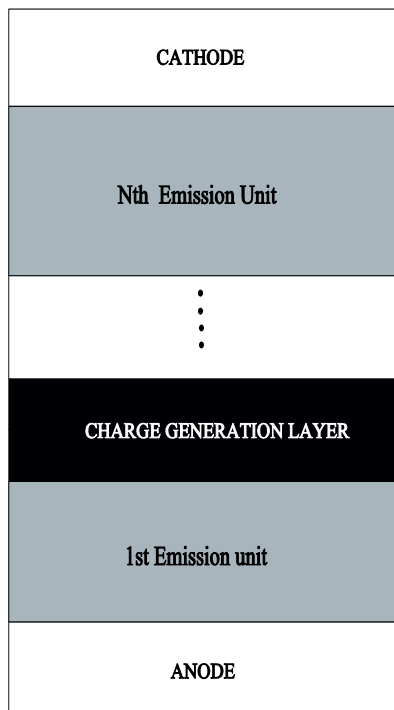 CATHODE
Nth Emission Unit
CHARGE GENERATION LAYER
1st Emission unit
ANODE